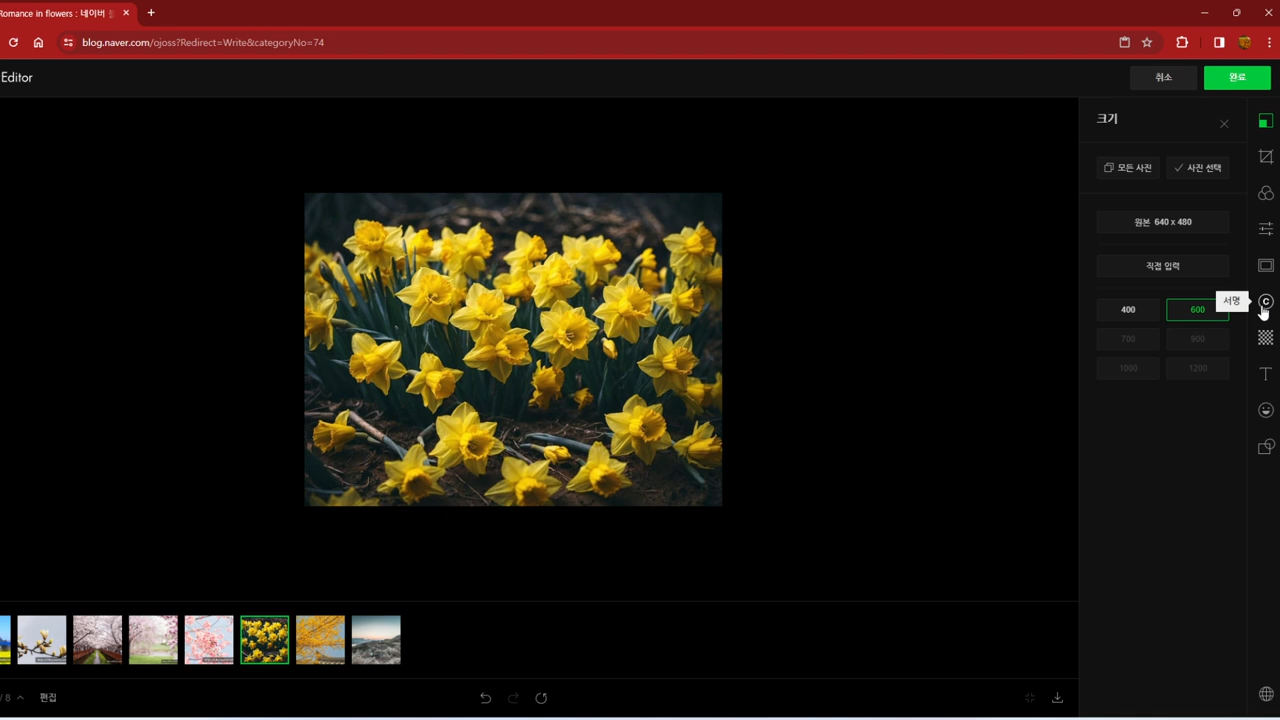 Romance in flowers : 네이버
blog.naver.com/ojoss?Redirect=Write&categoryNo=74
Editor
취소
완료
크기
모든 사진
사진 선택
원본 640 x 480
직접 입력
서명
400
600
700
900
1000
1200
/ 8
편집